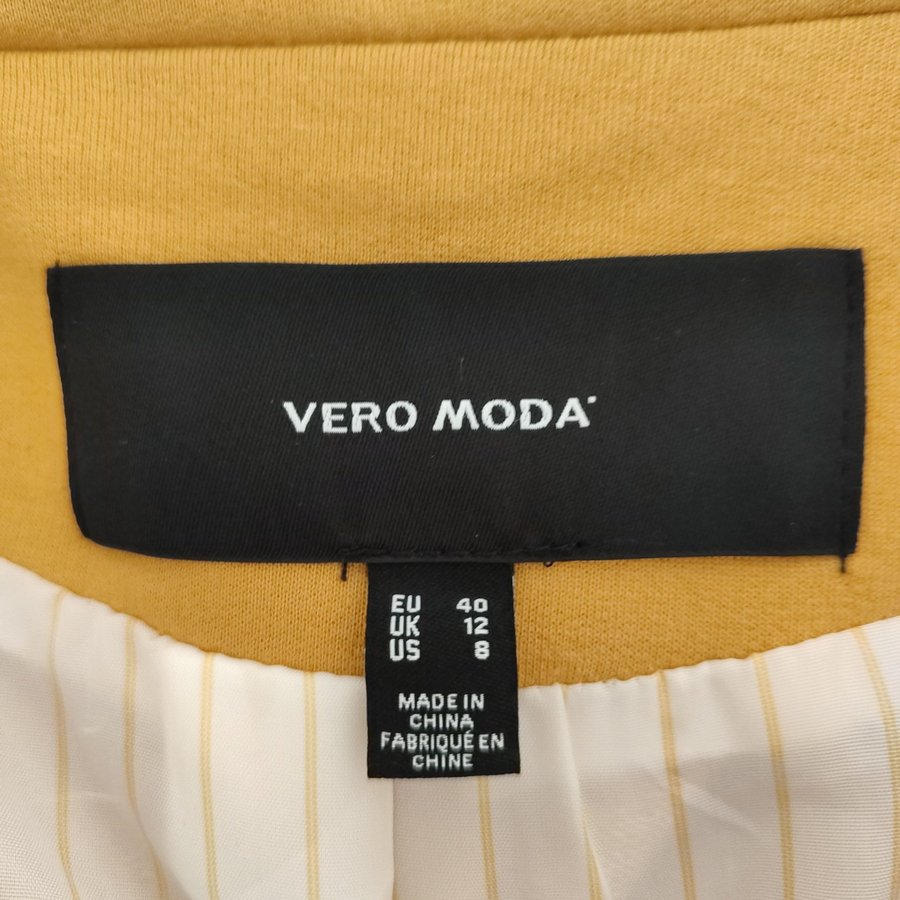 VERO MODA
EU 40
UK 12
US 8
MADE IN
CHINA
FABRIQUÉ EN
CHINE